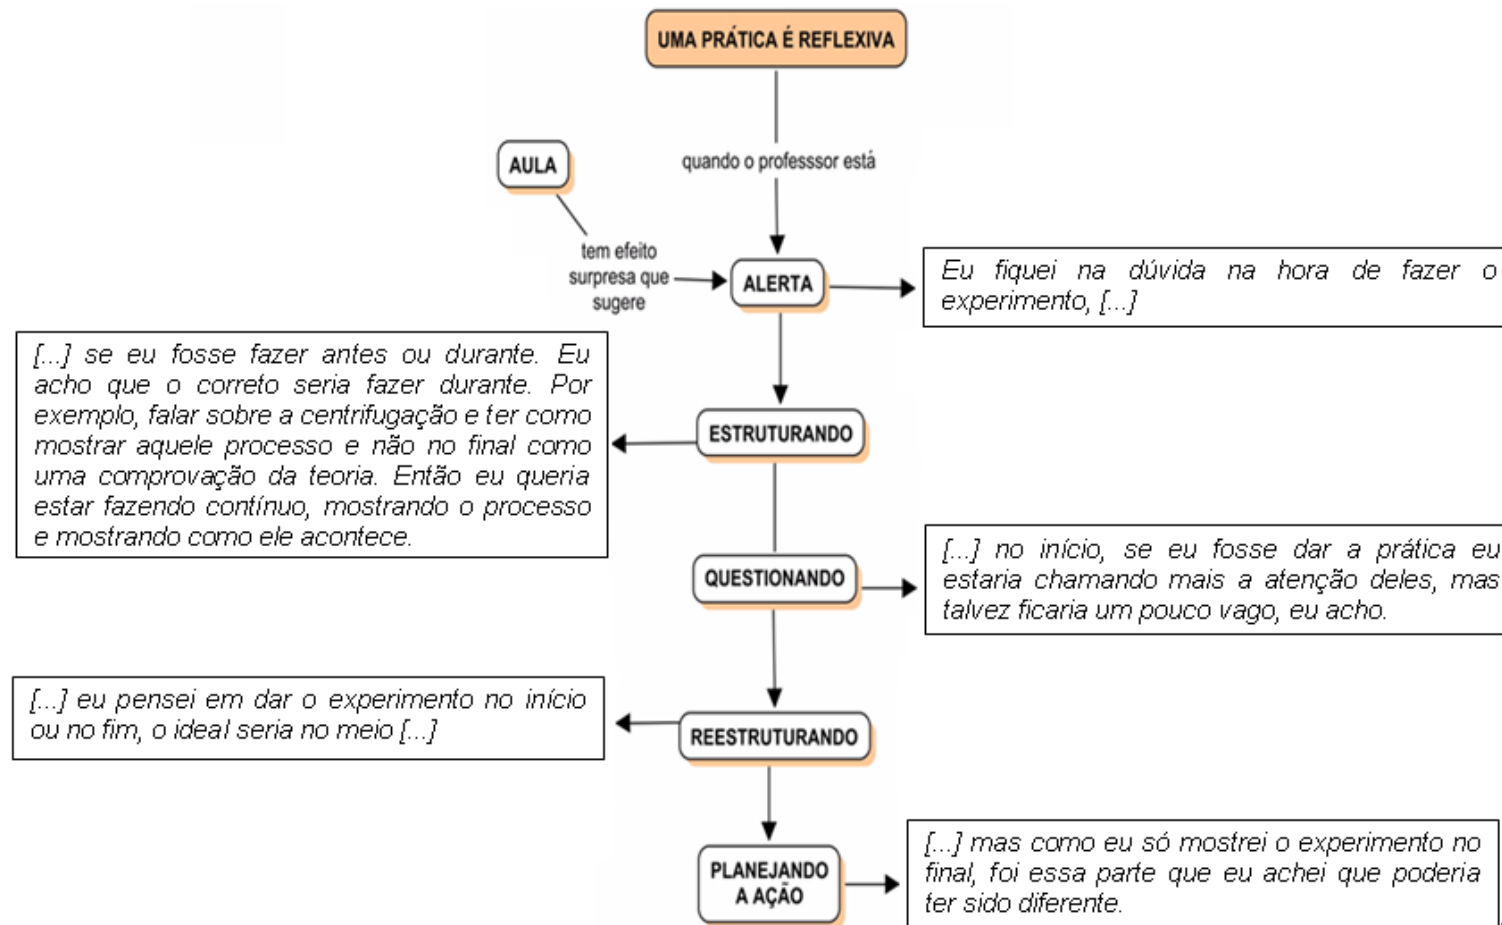 UMA PRÁTICA É REFLEXIVA
AULA
quando o professsor está
tem efeito
surpresa que
sugere
ALERTA
Eu fiquei na dúvida na hora de fazer o
experimento, [...]
[...] se eu fosse fazer antes ou durante. Eu
acho que o correto seria fazer durante. Por
exemplo, falar sobre a centrifugação e ter como
mostrar aquele processo e não no final como
uma comprovação da teoria. Então eu queria
estar fazendo contínuo, mostrando o processo
e mostrando como ele acontece.
ESTRUTURANDO
QUESTIONANDO
[...] no início, se eu fosse dar a prática eu
estaria chamando mais a atenção deles, mas
talvez ficaria um pouco vago, eu acho.
[...] eu pensei em dar o experimento no início
ou no fim, o ideal seria no meio [...]
REESTRUTURANDO
PLANEJANDO
A AÇÃO
[...] mas como eu só mostrei o experimento no
final, foi essa parte que eu achei que poderia
ter sido diferente.